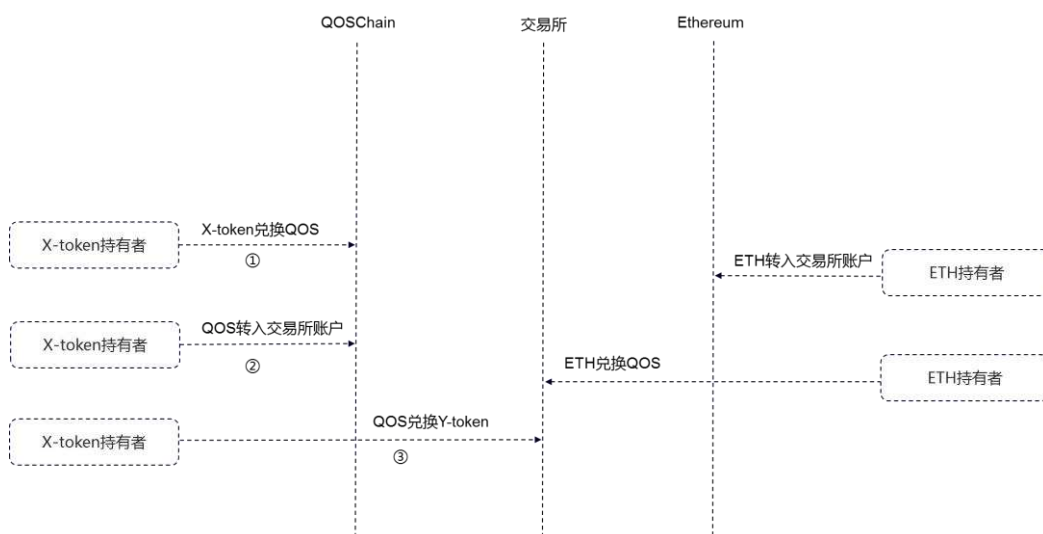 QOSChain
交易所
Ethereum
X-token持有者
X-token兑换QOS
①
ETH转入交易所账户
ETH持有者
X-token持有者
QOS转入交易所账户
②
ETH兑换QOS
ETH持有者
X-token持有者
QOS兑换Y-token
③